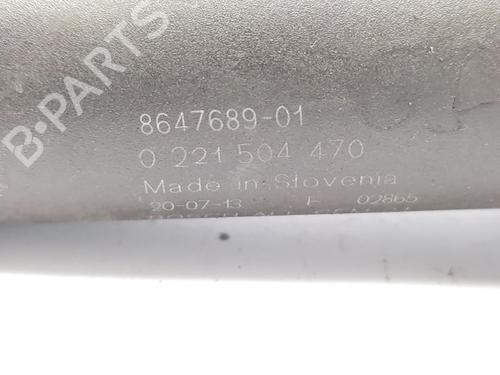 B-PARTS
8647689-01
0 221 504 470
Made in Slovenia
20-07-13 F 02865